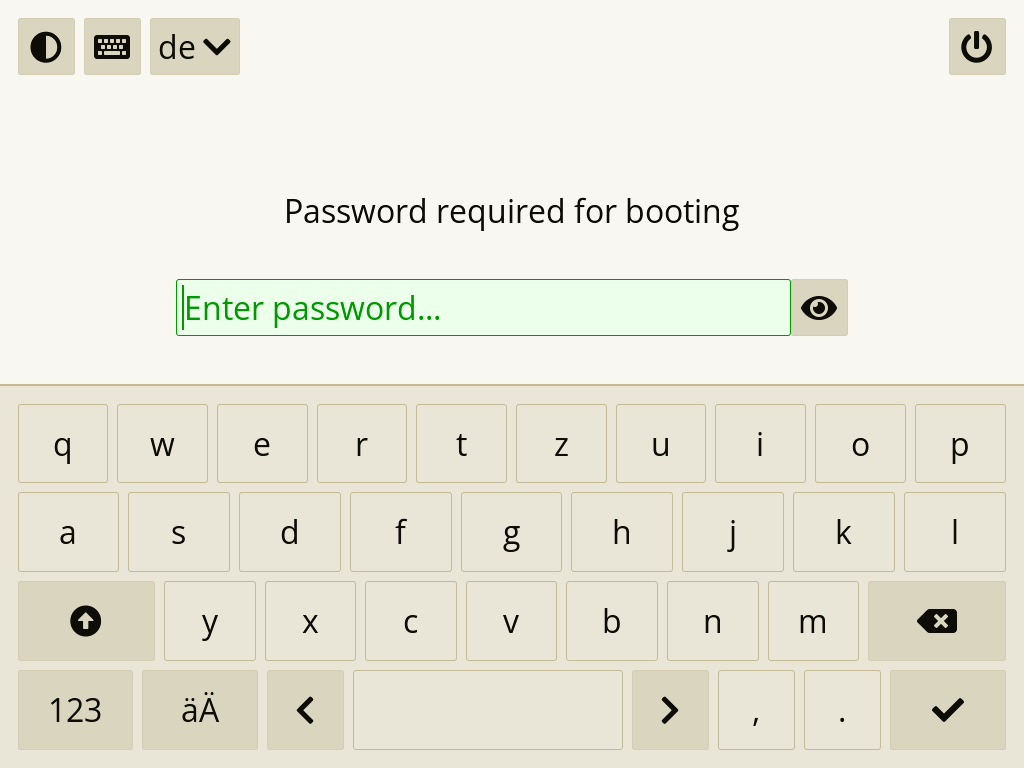 de
Password required for booting
Enter password...
q w e r t z u i o p
a s d f g h j k l
y x c v b n m
123 äÄ , .